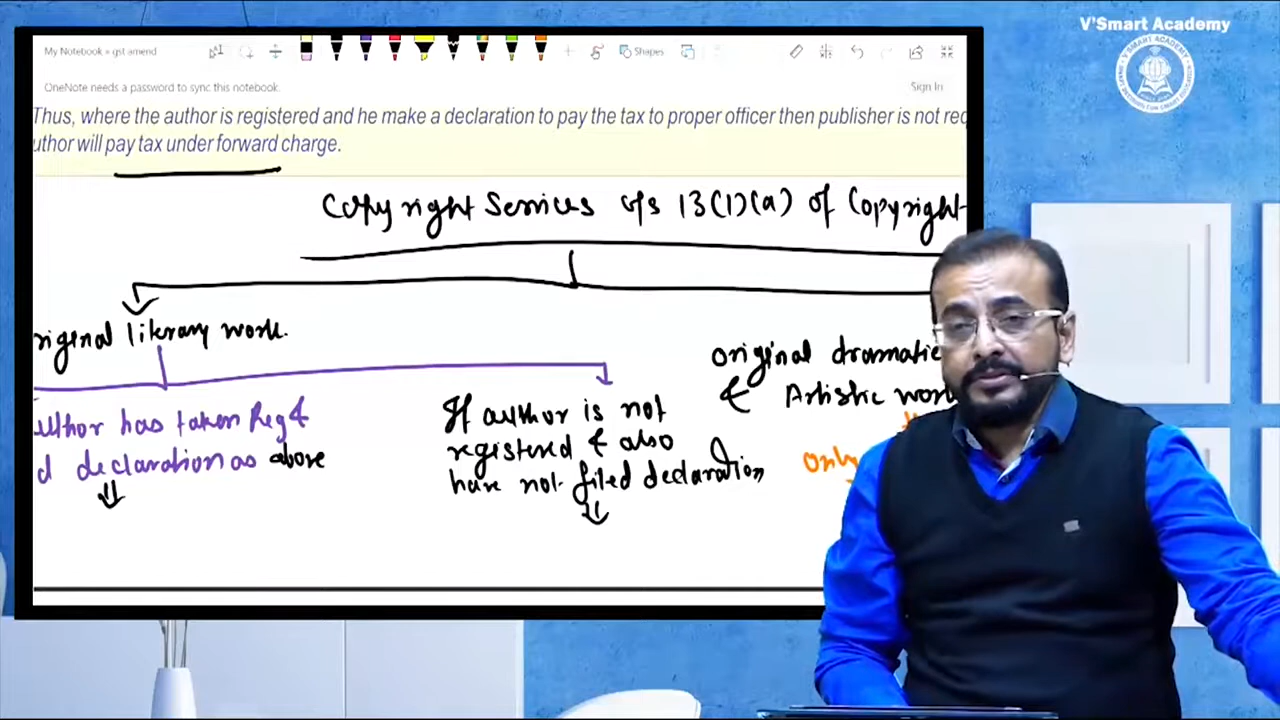 V'Smart Academy
My Notebook » gst amend
Shapes
OneNote needs a password to sync this notebook.
Sign In
Thus, where the author is registered and he make a declaration to pay the tax to proper officer then publisher is not req
uthor will pay tax under forward charge.
Copyright Services u/s 13(1)(a) of Copyright
riginal literary work.
original dramatic
& Artistic work
uthor has taken Reg &
d declaration as above
If author is not
registered & also
have not filed declaration
only